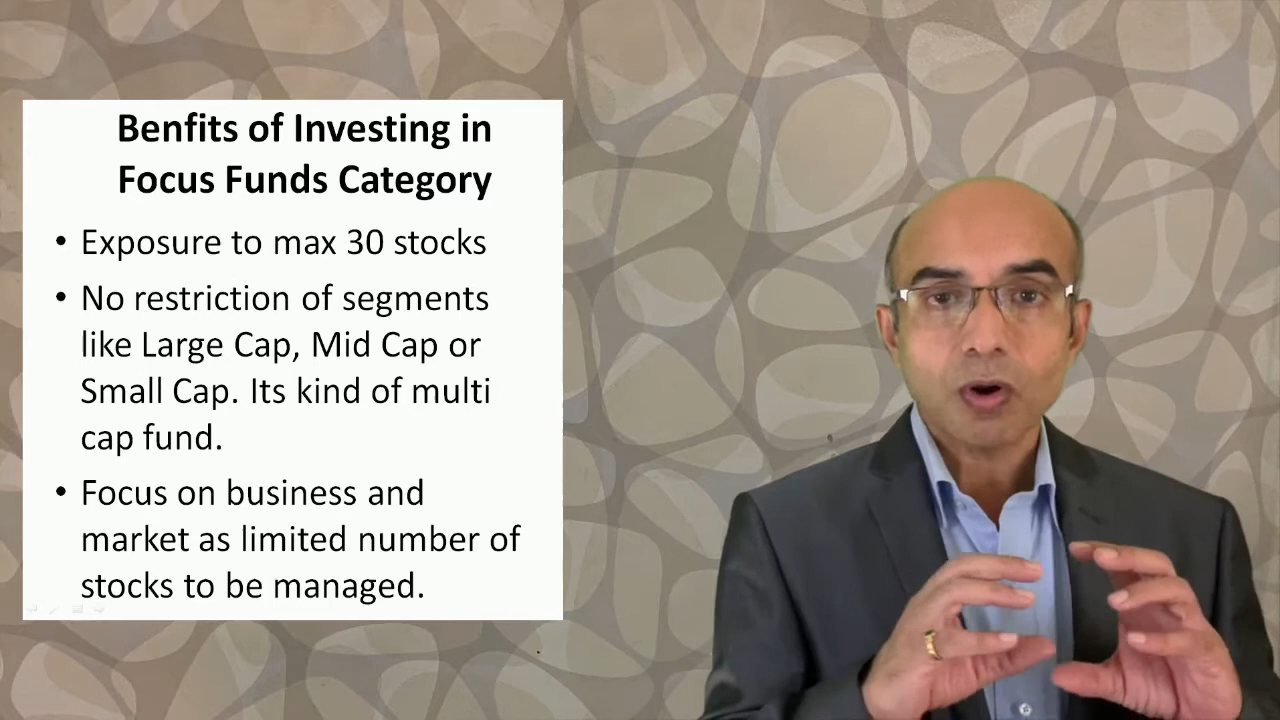 Benfits of Investing in
Focus Funds Category
• Exposure to max 30 stocks
• No restriction of segments
like Large Cap, Mid Cap or
Small Cap. Its kind of multi
cap fund.
• Focus on business and
market as limited number of
stocks to be managed.